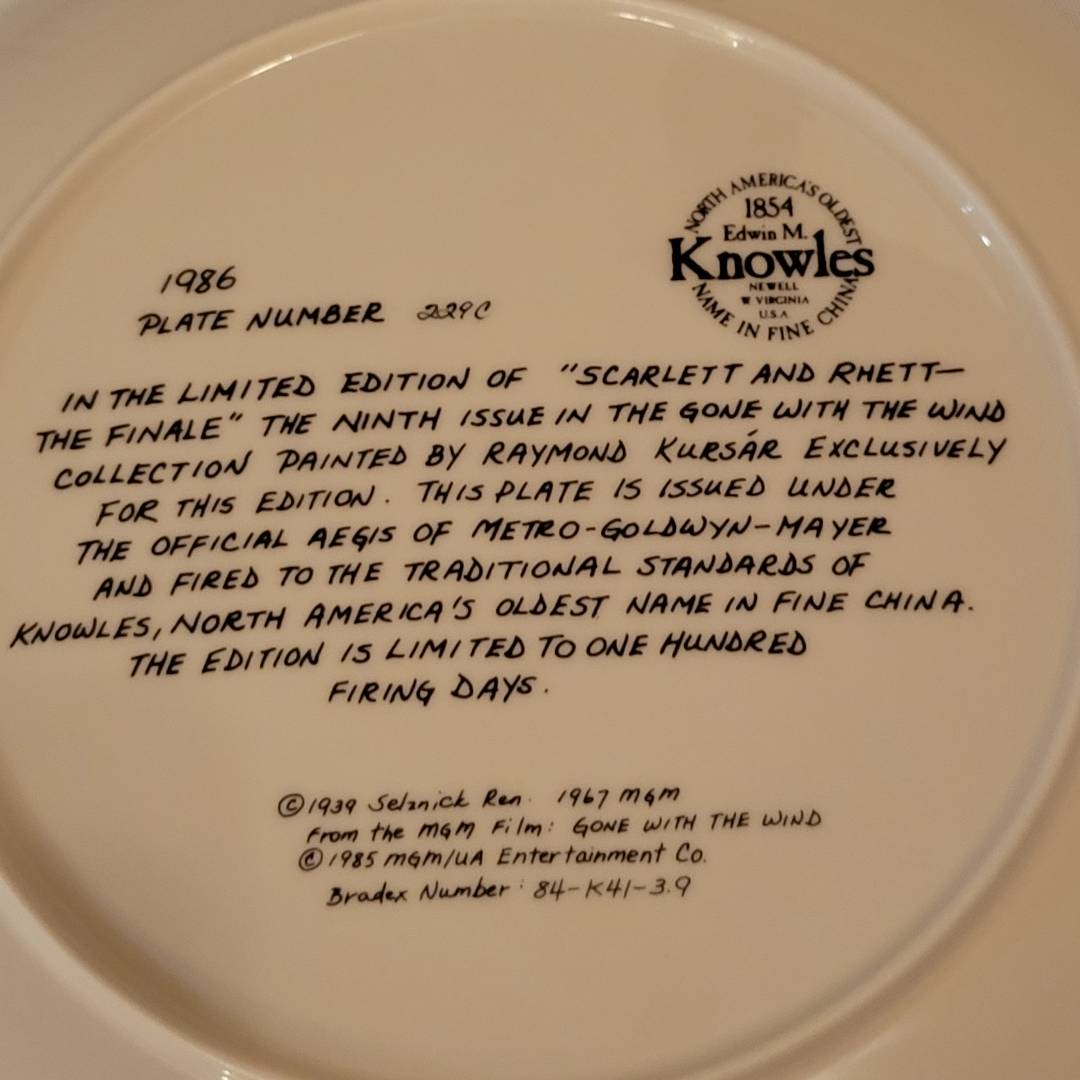 NORTH AMERICA'S OLDEST
1854
Edwin M.
Knowles
NEWELL
W VIRGINIA
U.S.A
NAME IN FINE CHINA
1986
PLATE NUMBER 229C
IN THE LIMITED EDITION OF "SCARLETT AND RHETT—
THE FINALE" THE NINTH ISSUE IN THE GONE WITH THE WIND
COLLECTION PAINTED BY RAYMOND KURSÁR EXCLUSIVELY
FOR THIS EDITION. THIS PLATE IS ISSUED UNDER
THE OFFICIAL AEGIS OF METRO-GOLDWYN-MAYER
AND FIRED TO THE TRADITIONAL STANDARDS OF
KNOWLES, NORTH AMERICA'S OLDEST NAME IN FINE CHINA.
THE EDITION IS LIMITED TO ONE HUNDRED
FIRING DAYS.
©1939 Selznick Ren. 1967 MGM
From the MGM Film: GONE WITH THE WIND
©1985 MGM/UA Entertainment Co.
Bradex Number: 84-K41-3.9